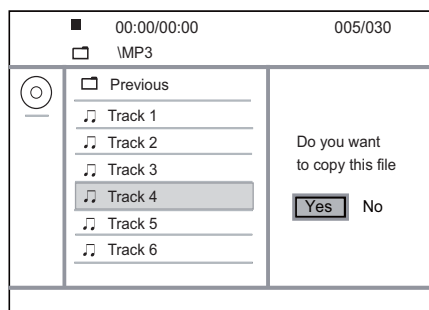 00:00/00:00 005/030
\MP3
Previous
Track 1
Track 2
Track 3
Track 4
Track 5
Track 6
Do you want
to copy this file
Yes No